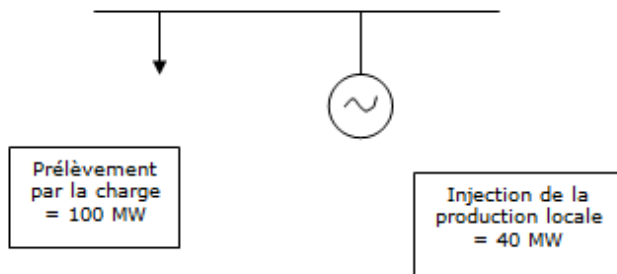 Prélèvement
par la charge
= 100 MW
Injection de la
production locale
= 40 MW